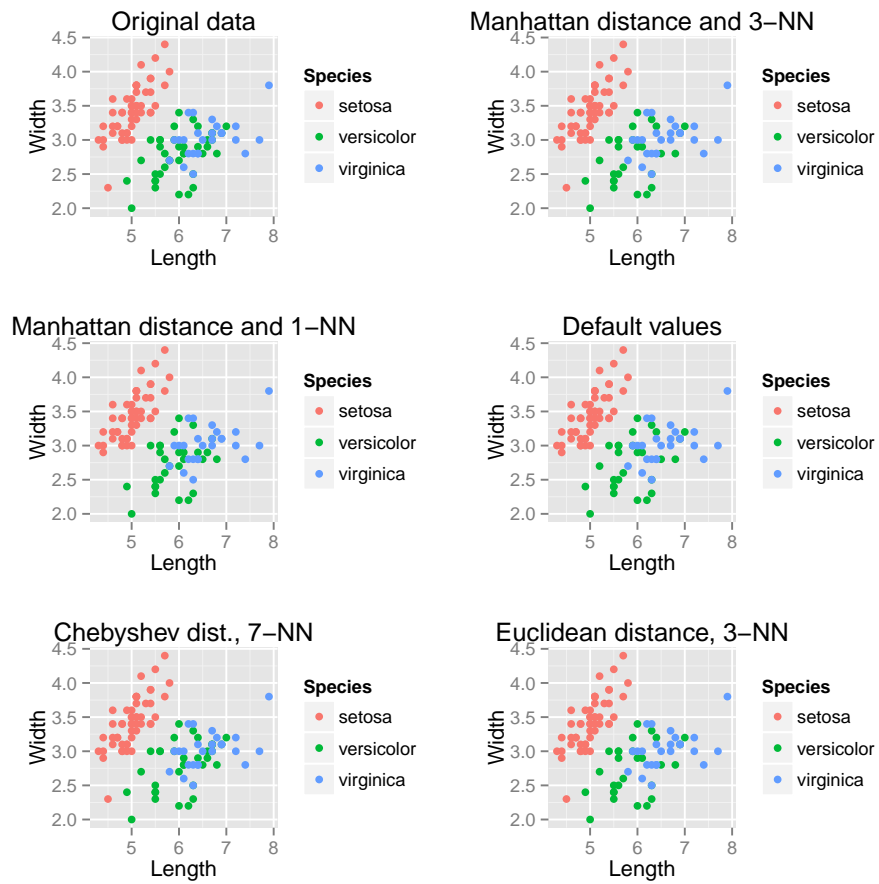 Original data
4.5
4.0
3.5
3.0
2.5
2.0
Width
5 6 7 8
Length
Species
setosa
versicolor
virginica
Manhattan distance and 3−NN
4.5
4.0
3.5
3.0
2.5
2.0
Width
5 6 7 8
Length
Species
setosa
versicolor
virginica
Manhattan distance and 1−NN
4.5
4.0
3.5
3.0
2.5
2.0
Width
5 6 7 8
Length
Species
setosa
versicolor
virginica
Default values
4.5
4.0
3.5
3.0
2.5
2.0
Width
5 6 7 8
Length
Species
setosa
versicolor
virginica
Chebyshev dist., 7−NN
4.5
4.0
3.5
3.0
2.5
2.0
Width
5 6 7 8
Length
Species
setosa
versicolor
virginica
Euclidean distance, 3−NN
4.5
4.0
3.5
3.0
2.5
2.0
Width
5 6 7 8
Length
Species
setosa
versicolor
virginica